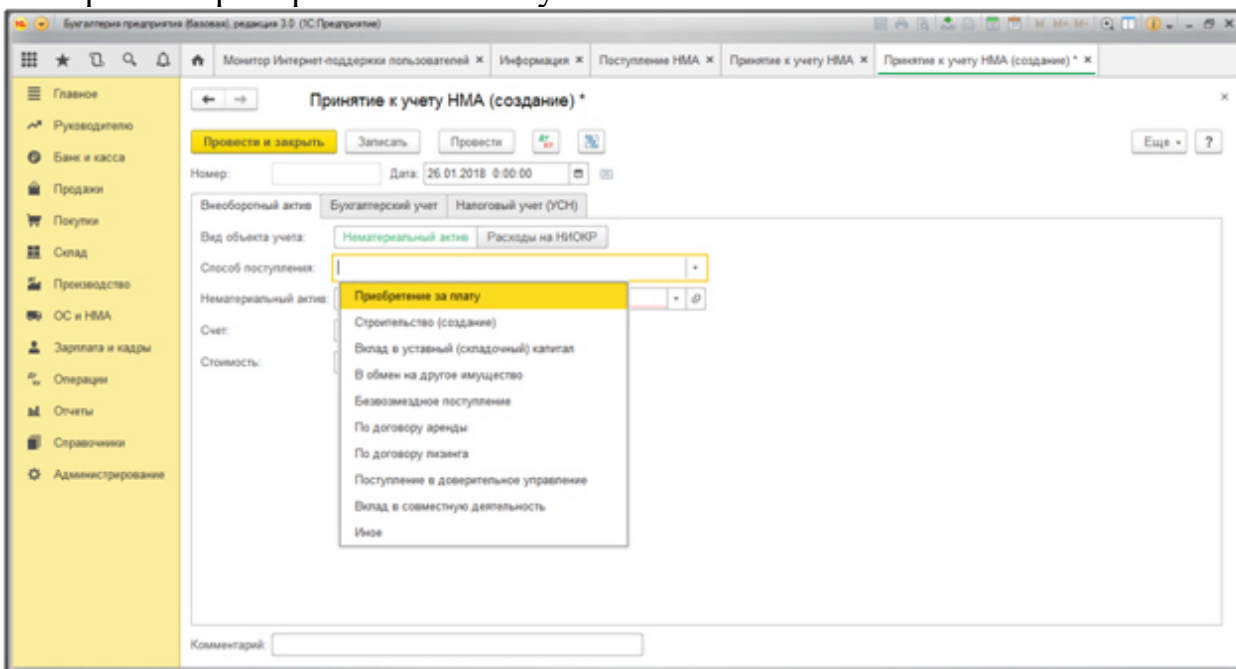 Бухгалтерия предприятия (базовая), редакция 3.0 (1С:Предприятие)
M M+ M-
Монитор Интернет-поддержки пользователей × Информация × Поступление НМА × Принятие к учету НМА × Принятие к учету НМА (создание) * ×
Главное
Руководителю
Банк и касса
Продажи
Покупки
Склад
Производство
ОС и НМА
Зарплата и кадры
Операции
Отчеты
Справочники
Администрирование
Принятие к учету НМА (создание) *
Провести и закрыть Записать Провести Еще ?
Номер: Дата: 26.01.2018 0:00:00
Внеоборотный актив Бухгалтерский учет Налоговый учет (УСН)
Вид объекта учета: Нематериальный актив Расходы на НИОКР
Способ поступления:
Нематериальный актив:
Счет:
Стоимость:
Приобретение за плату
Строительство (создание)
Вклад в уставный (складочный) капитал
В обмен на другое имущество
Безвозмездное поступление
По договору аренды
По договору лизинга
Поступление в доверительное управление
Вклад в совместную деятельность
Иное
Комментарий: